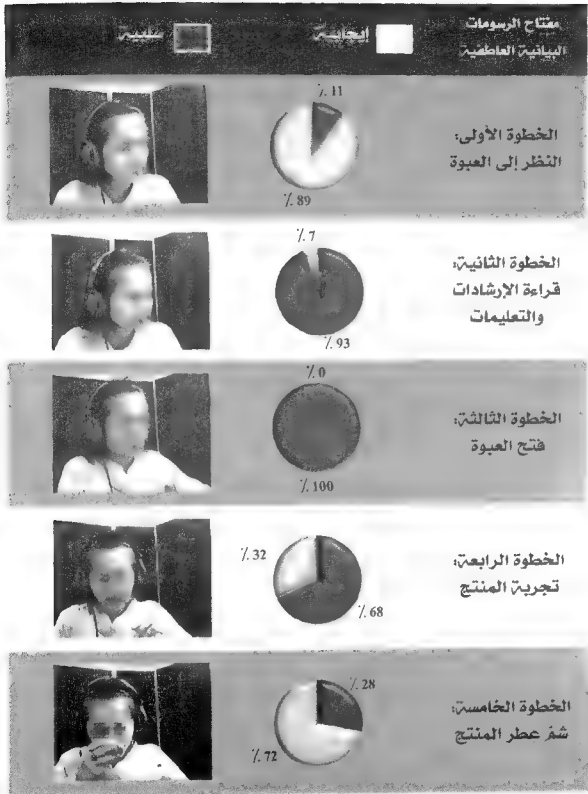 مفتاح الرسومات
البيانية العاطفية
إيجابية
سلبية
الخطوة الأولى:
النظر إلى العبوة
٪ 11
٪ 89
الخطوة الثانية:
قراءة الإرشادات
والتعليمات
٪ 7
٪ 93
الخطوة الثالثة:
فتح العبوة
٪ 0
٪ 100
الخطوة الرابعة:
تجربة المنتج
٪ 32
٪ 68
الخطوة الخامسة:
شم عطر المنتج
٪ 28
٪ 72